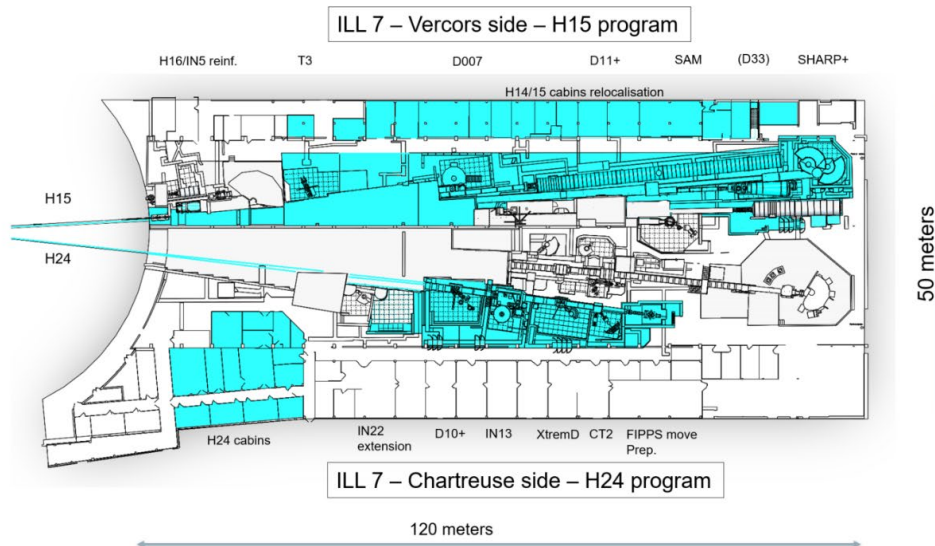 ILL 7 – Vercors side – H15 program
H16/IN5 reinf. T3 D007 D11+ SAM (D33) SHARP+
H14/15 cabins relocalisation
H15
H24
50 meters
H24 cabins
IN22 extension
D10+
IN13
XtremD
CT2
FIPPS move
Prep.
ILL 7 – Chartreuse side – H24 program
120 meters